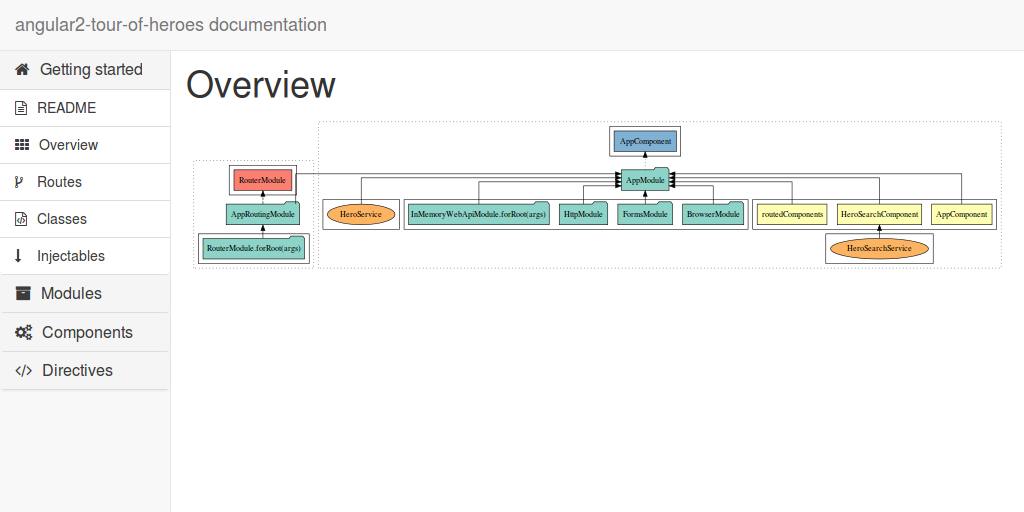 angular2-tour-of-heroes documentation
Getting started
README
Overview
Routes
Classes
Injectables
Modules
Components
Directives
Overview
AppComponent
RouterModule
AppModule
AppRoutingModule
HeroService
InMemoryWebApiModule.forRoot(args)
HttpModule
FormsModule
BrowserModule
routedComponents
HeroSearchComponent
AppComponent
RouterModule.forRoot(args)
HeroSearchService